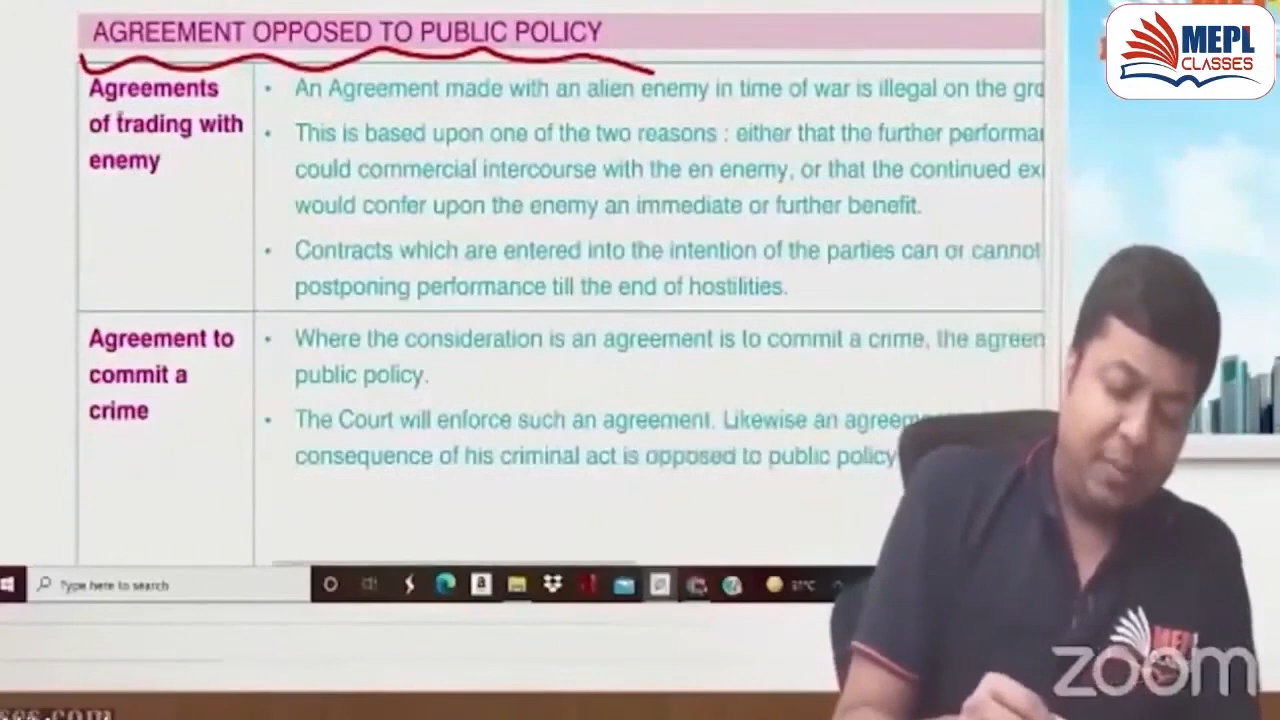 AGREEMENT OPPOSED TO PUBLIC POLICY
MEPL
CLASSES
Agreements
of trading with
enemy
• An Agreement made with an alien enemy in time of war is illegal on the gro
• This is based upon one of the two reasons : either that the further performa
could commercial intercourse with the en enemy, or that the continued exi
would confer upon the enemy an immediate or further benefit.
• Contracts which are entered into the intention of the parties can or cannot
postponing performance till the end of hostilities.
Agreement to
commit a
crime
• Where the consideration is an agreement is to commit a crime, the agreen
public policy.
• The Court will enforce such an agreement. Likewise an agreem
consequence of his criminal act is opposed to public policy
Type here to search
31°C
MEPL
zoom